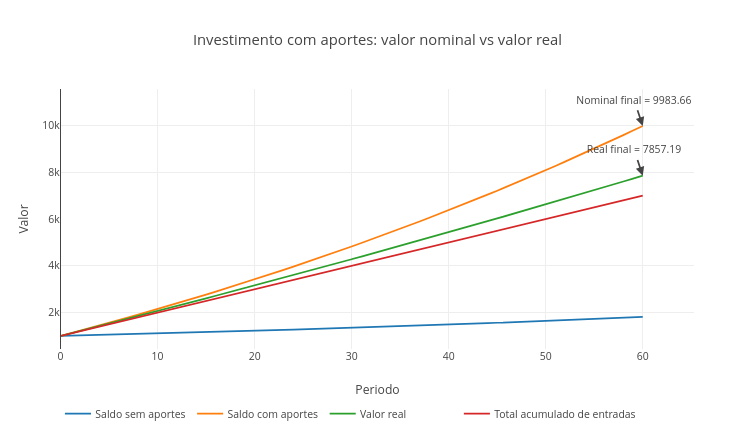 Investimento com aportes: valor nominal vs valor real
Nominal final = 9983.66
Real final = 7857.19
10k
8k
6k
4k
2k
Valor
0 10 20 30 40 50 60
Periodo
Saldo sem aportes Saldo com aportes Valor real Total acumulado de entradas